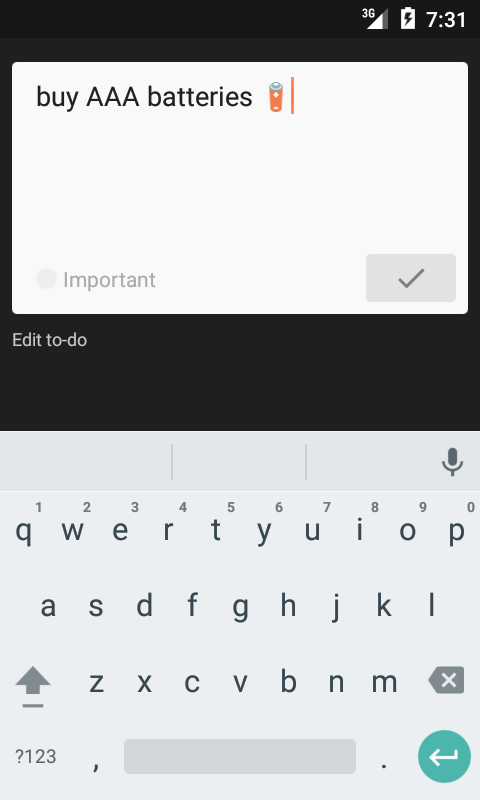 3G 7:31
buy AAA batteries 🔋
Important
Edit to-do
1 2 3 4 5 6 7 8 9 0
q w e r t y u i o p
a s d f g h j k l
z x c v b n m
?123 , .